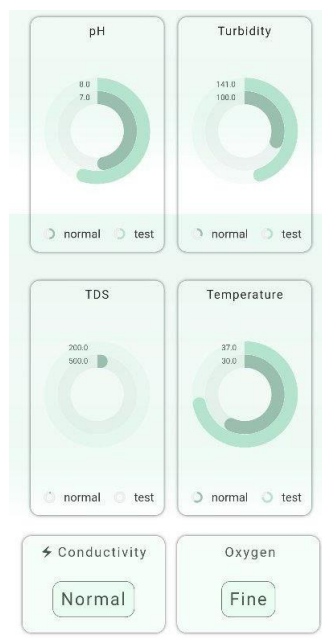 pH
8.0
7.0
normal test
Turbidity
141.0
100.0
normal test
TDS
200.0
500.0
normal test
Temperature
37.0
30.0
normal test
Conductivity
Normal
Oxygen
Fine